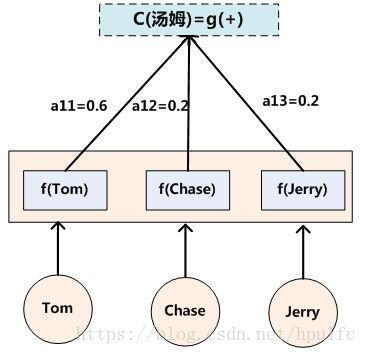 C(汤姆)=g(+)
a11=0.6 a12=0.2 a13=0.2
f(Tom) f(Chase) f(Jerry)
Tom Chase Jerry
https://blog.csdn.net/hpulfc